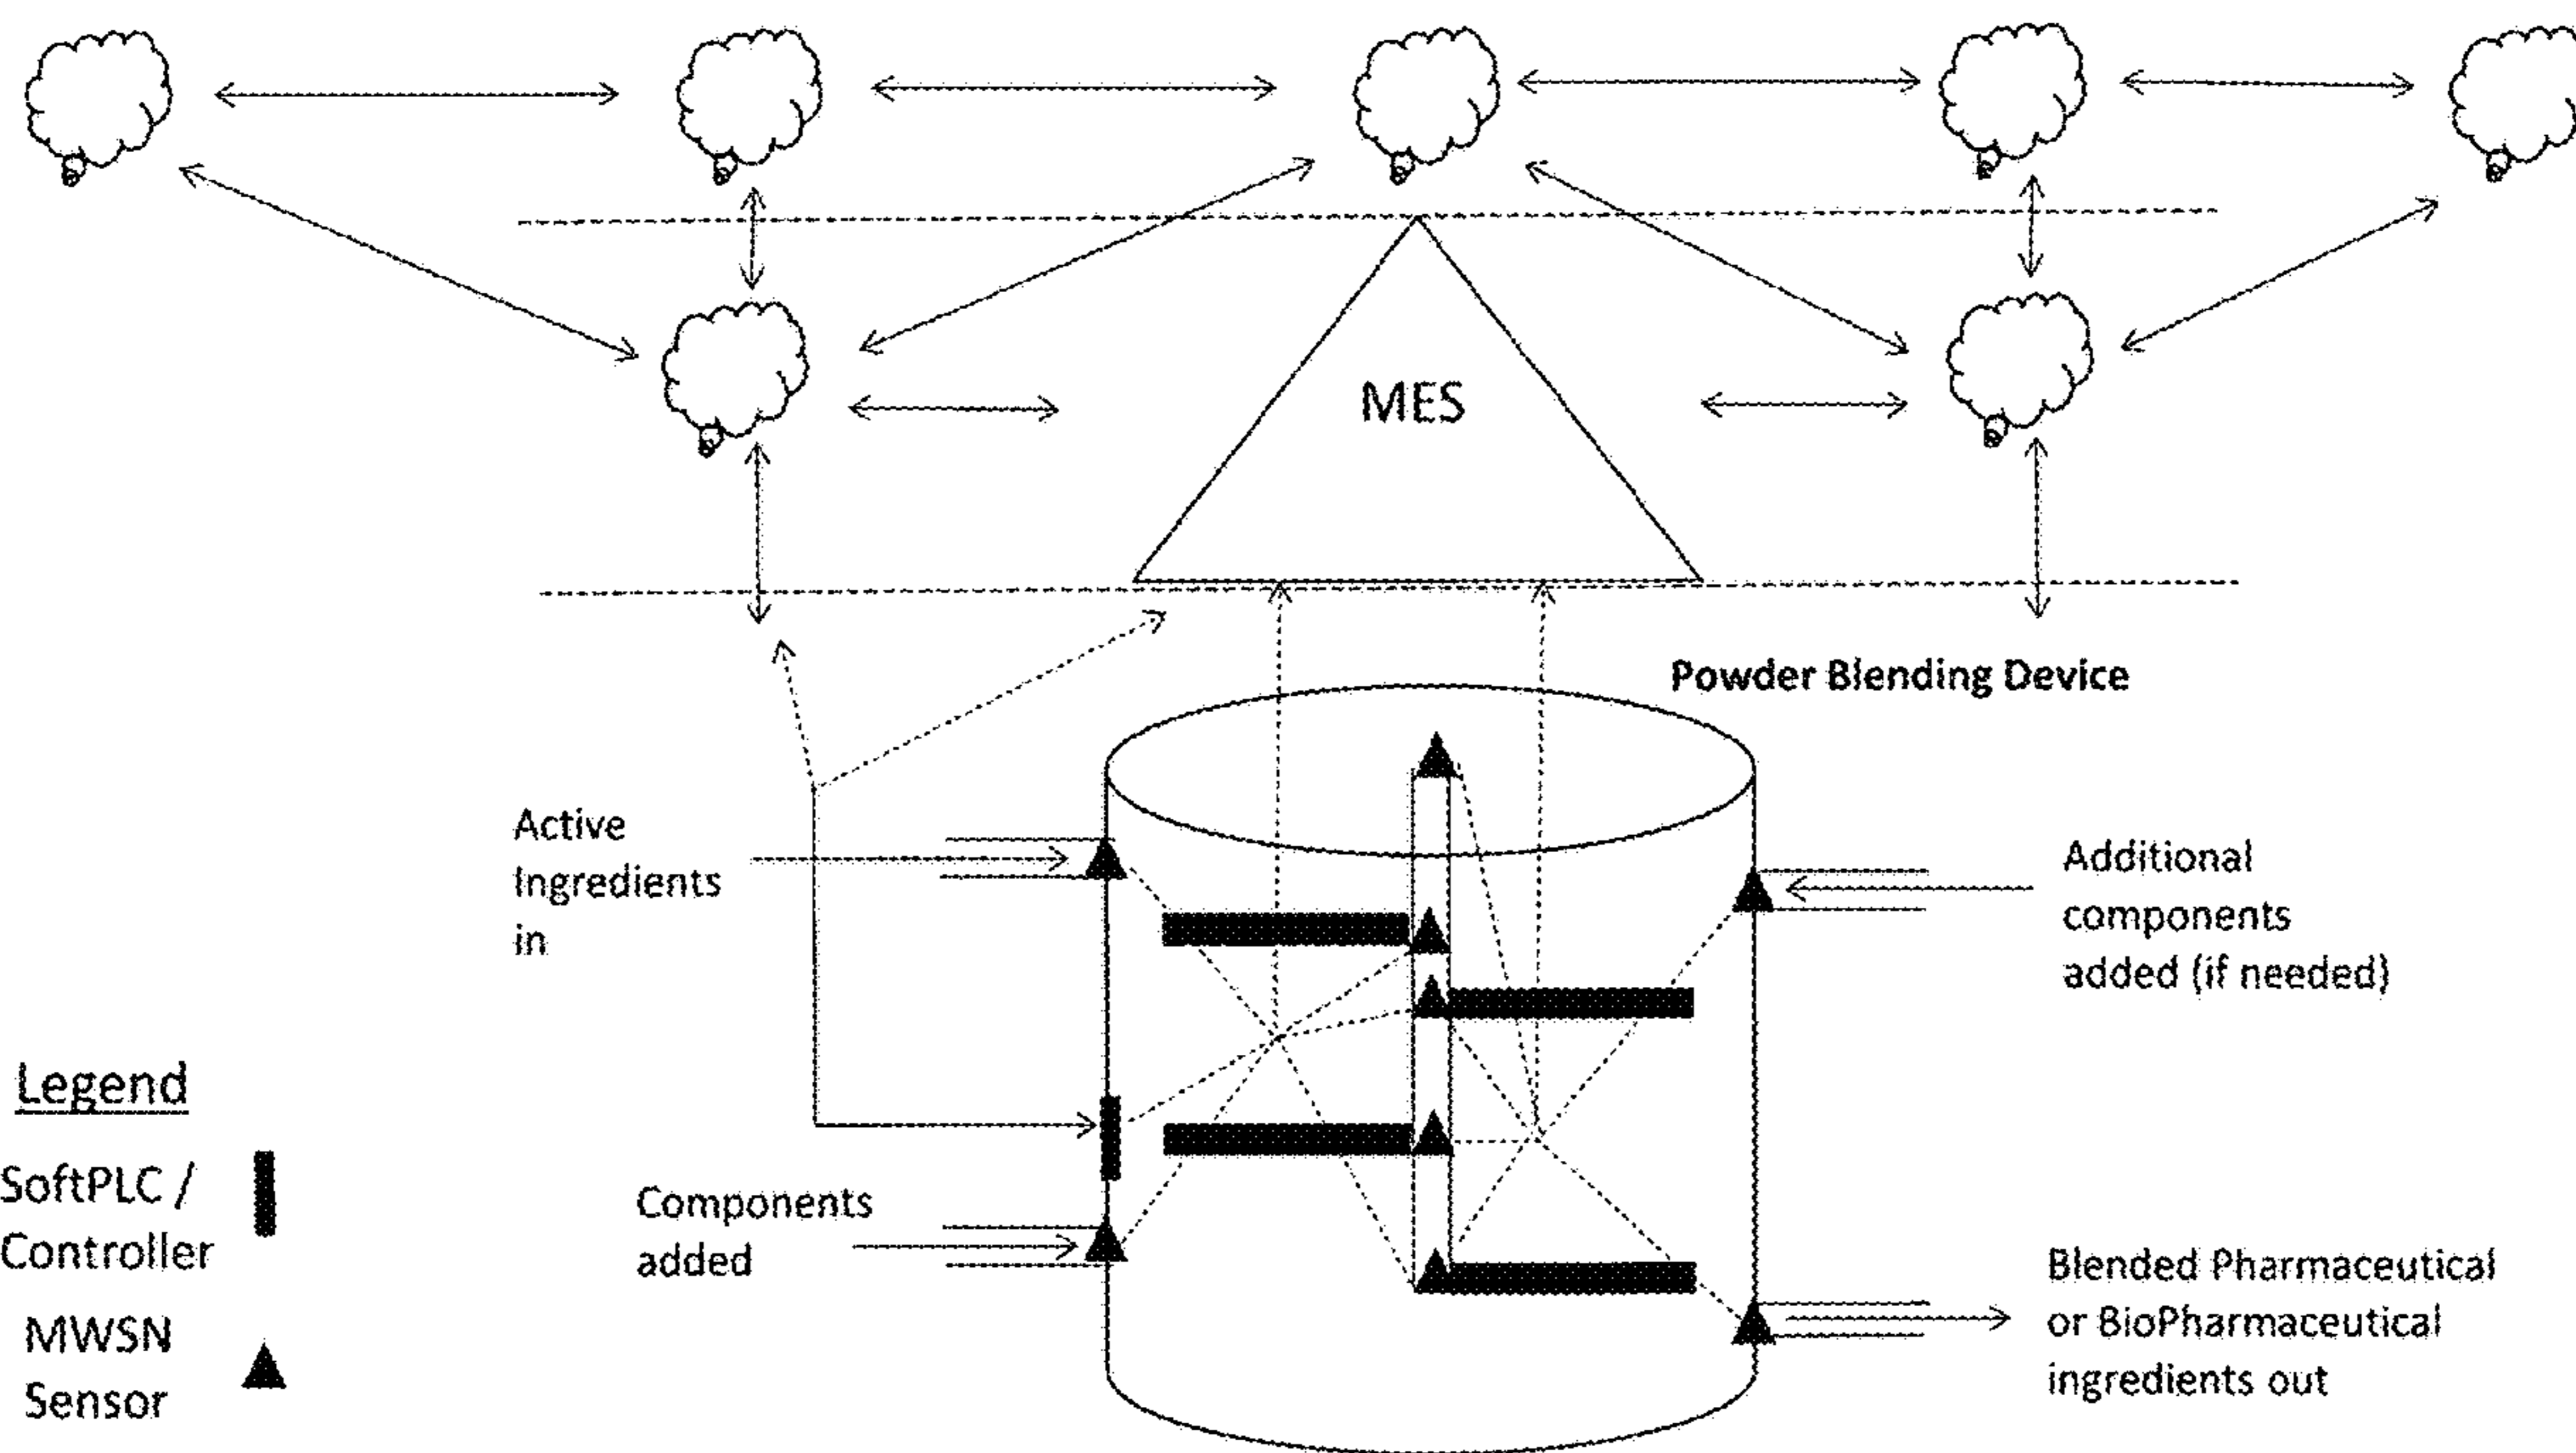 MES
Powder Blending Device
Active
Ingredients
in
Additional
components
added (if needed)
Legend
SoftPLC /
Controller
MWSN
Sensor
Components
added
Blended Pharmaceutical
or BioPharmaceutical
ingredients out